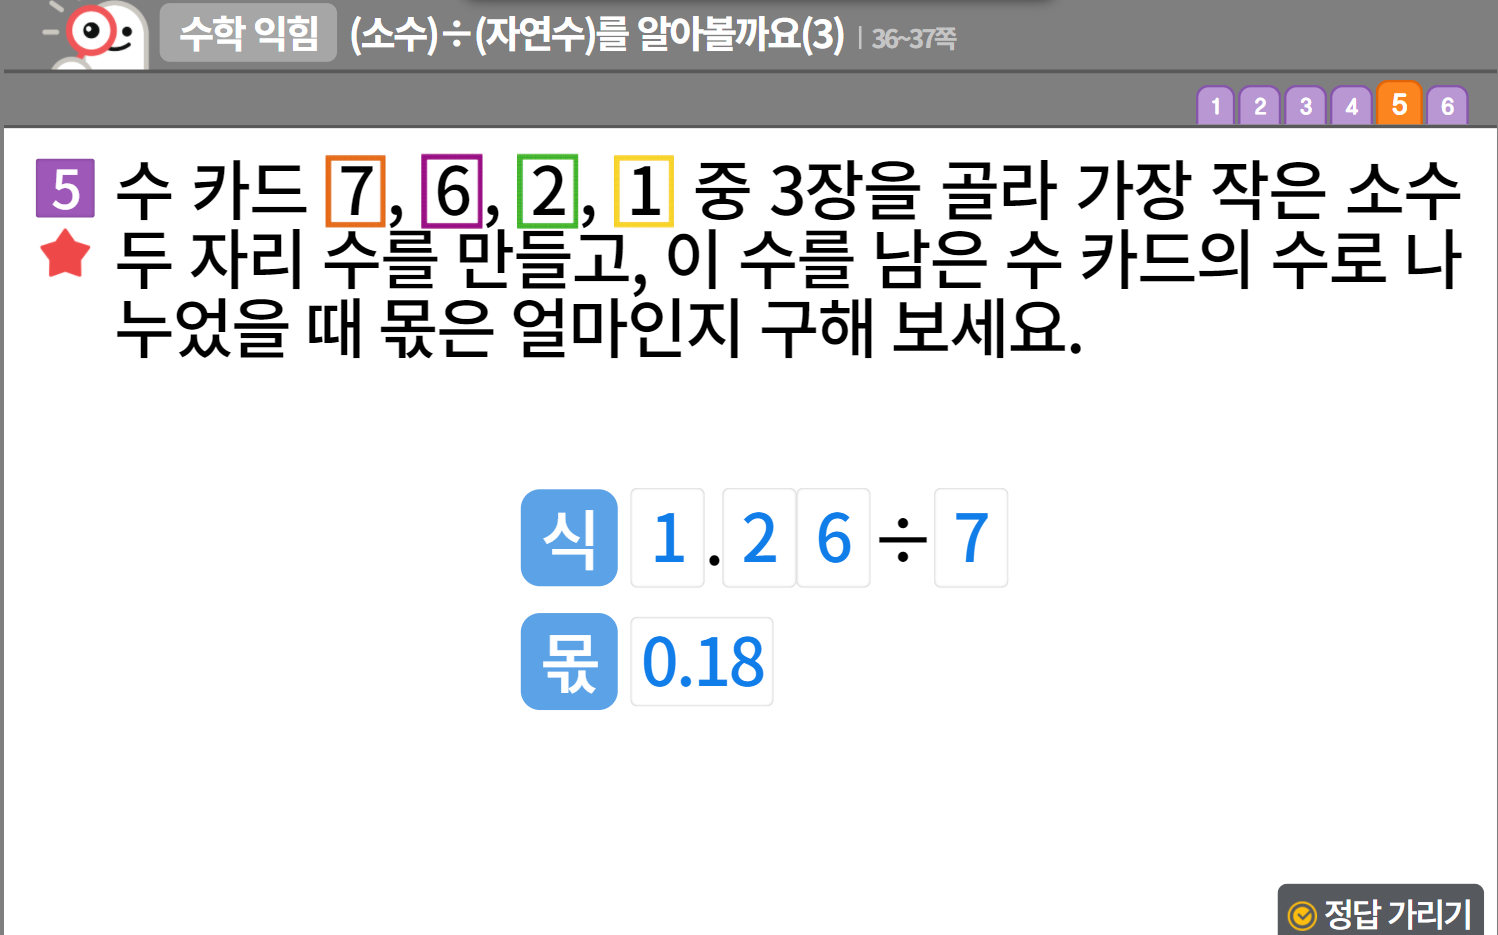 수학 익힘 (소수)÷(자연수)를 알아볼까요(3) | 36~37쪽
1 2 3 4 5 6
5 수 카드 7, 6, 2, 1 중 3장을 골라 가장 작은 소수
두 자리 수를 만들고, 이 수를 남은 수 카드의 수로 나
누었을 때 몫은 얼마인지 구해 보세요.
식 1.26÷7
몫 0.18
정답 가리기